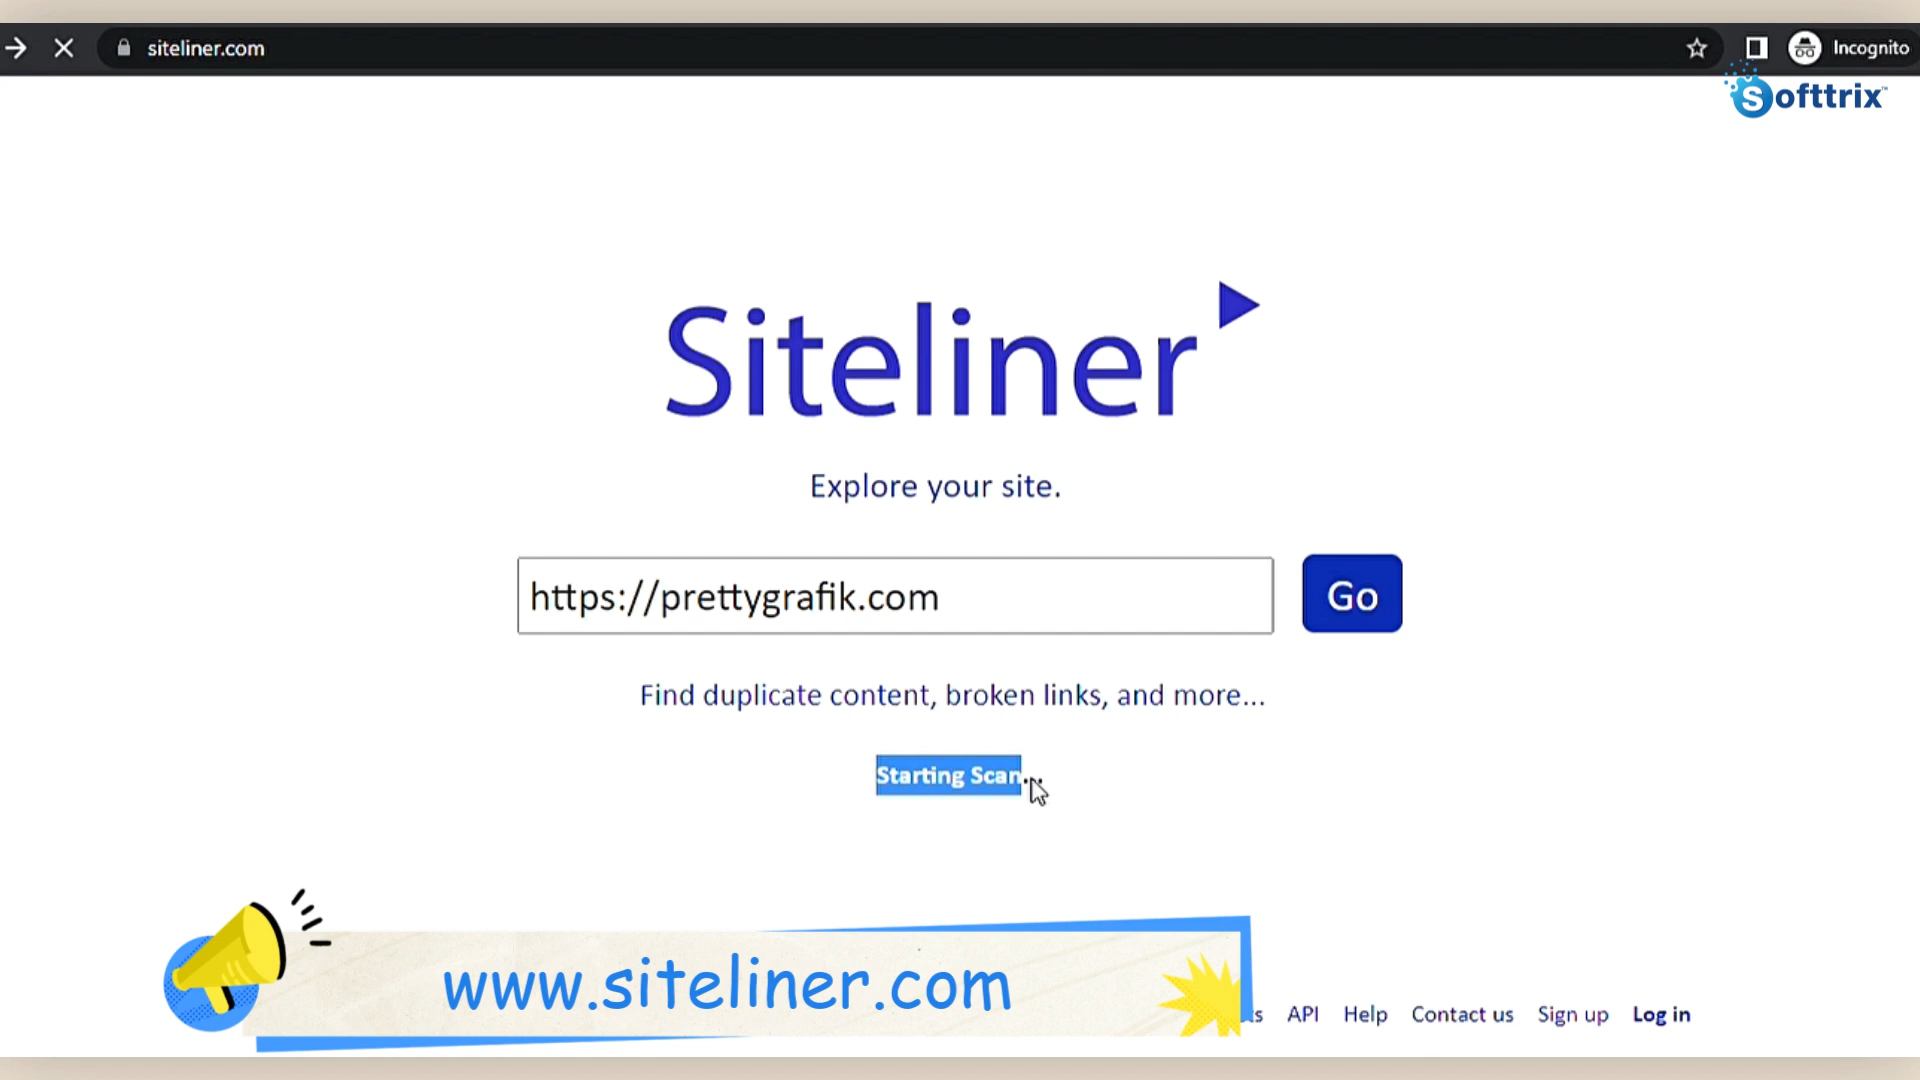 siteliner.com
Incognito
Softtrix™
Siteliner
Explore your site.
https://prettygrafik.com
Go
Find duplicate content, broken links, and more...
Starting Scan...
www.siteliner.com
API Help Contact us Sign up Log in